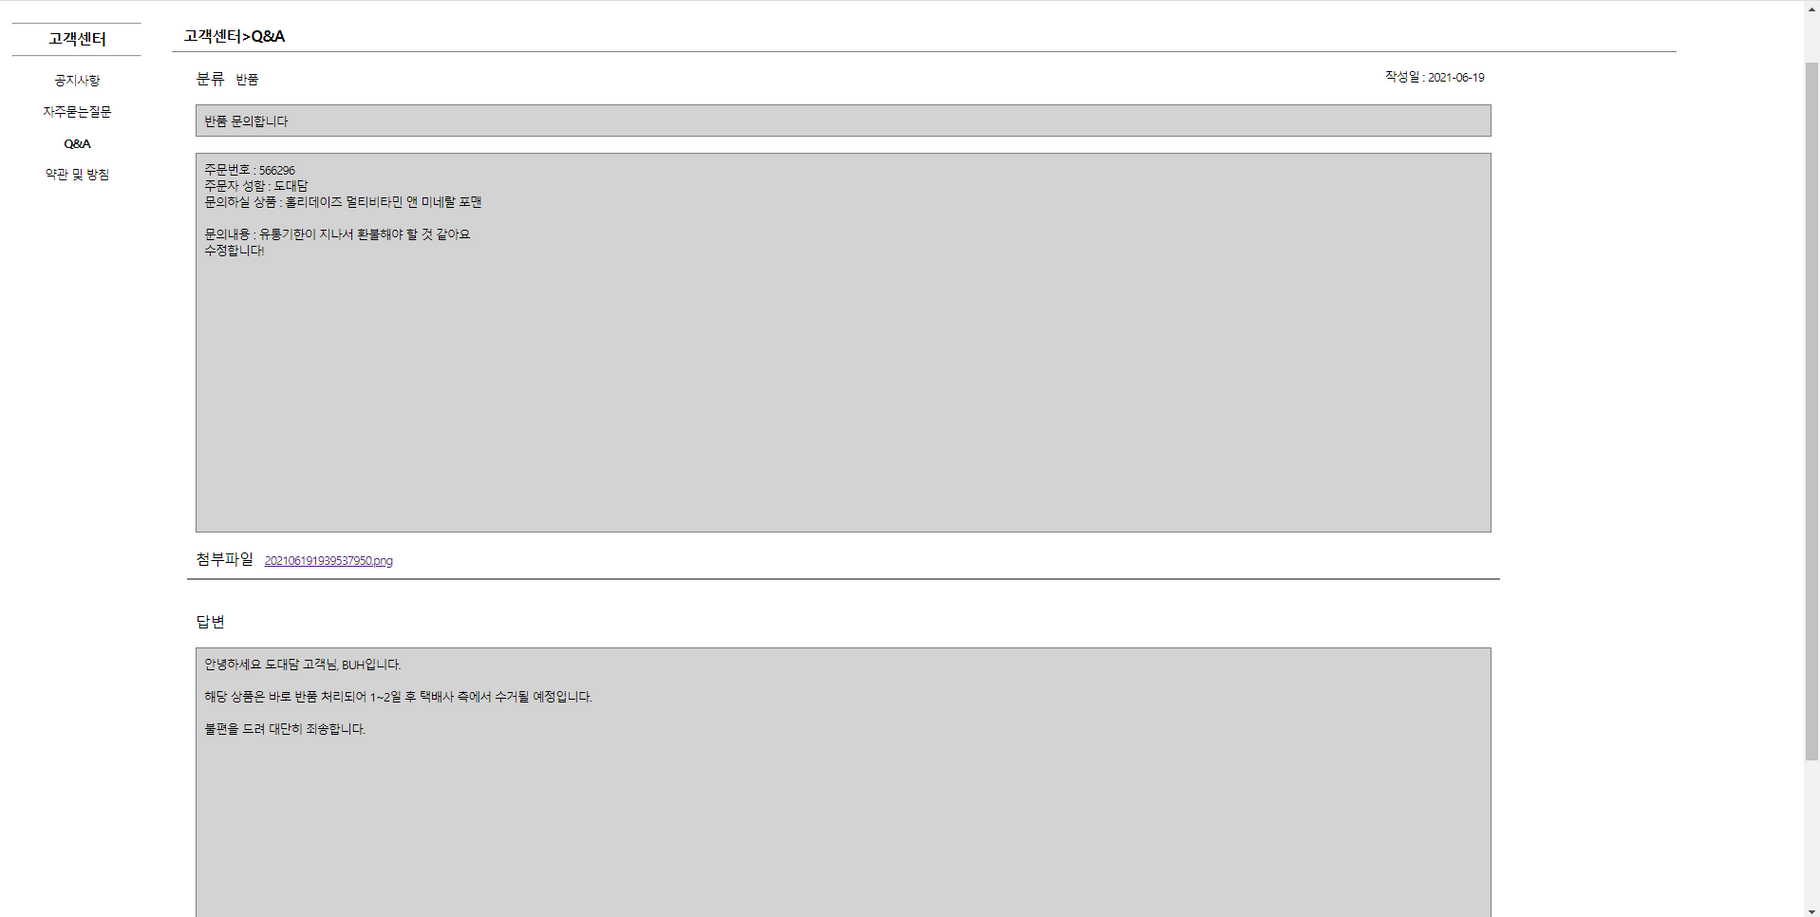 고객센터
공지사항
자주묻는질문
Q&A
약관 및 방침
고객센터>Q&A
분류 반품
작성일 : 2021-06-19
반품 문의합니다
주문번호 : 566296
주문자 성함 : 도대담
문의하실 상품 : 홀리데이즈 멀티비타민 앤 미네랄 포맨
문의내용 : 유통기한이 지나서 환불해야 할 것 같아요
수정합니다!
첨부파일 202106191939537950.png
답변
안녕하세요 도대담 고객님, BUH입니다.
해당 상품은 바로 반품 처리되어 1~2일 후 택배사 측에서 수거될 예정입니다.
불편을 드려 대단히 죄송합니다.